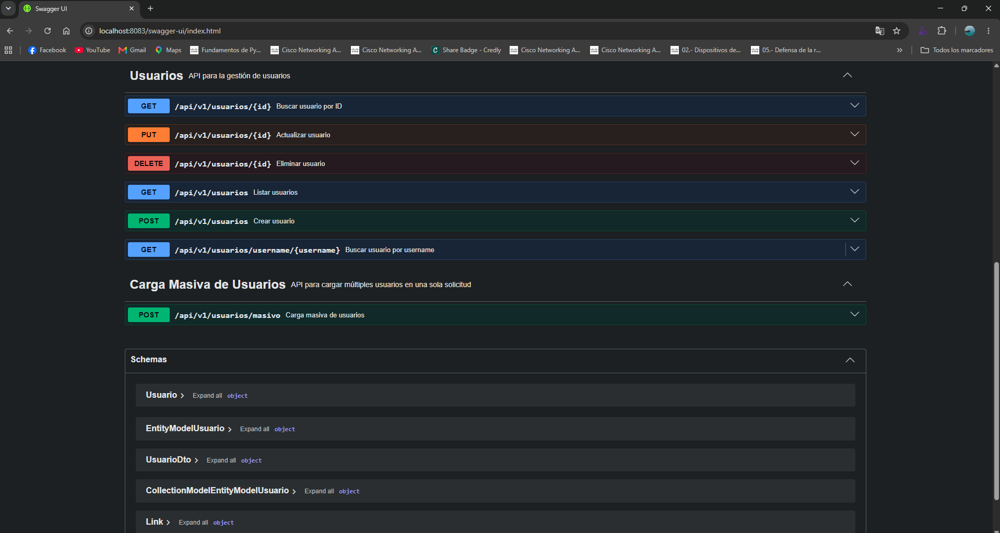 Swagger UI
localhost:8083/swagger-ui/index.html
Facebook YouTube Gmail Maps Fundamentos de Py... Cisco Networking A... Cisco Networking A... Share Badge - Credly Cisco Networking A... Cisco Networking A... 02.- Dispositivos de... 05.- Defensa de la r... » Todos los marcadores
Usuarios API para la gestión de usuarios
GET /api/v1/usuarios/{id} Buscar usuario por ID
PUT /api/v1/usuarios/{id} Actualizar usuario
DELETE /api/v1/usuarios/{id} Eliminar usuario
GET /api/v1/usuarios Listar usuarios
POST /api/v1/usuarios Crear usuario
GET /api/v1/usuarios/username/{username} Buscar usuario por username
Carga Masiva de Usuarios API para cargar múltiples usuarios en una sola solicitud
POST /api/v1/usuarios/masivo Carga masiva de usuarios
Schemas
Usuario Expand all object
EntityModelUsuario Expand all object
UsuarioDto Expand all object
CollectionModelEntityModelUsuario Expand all object
Link Expand all object